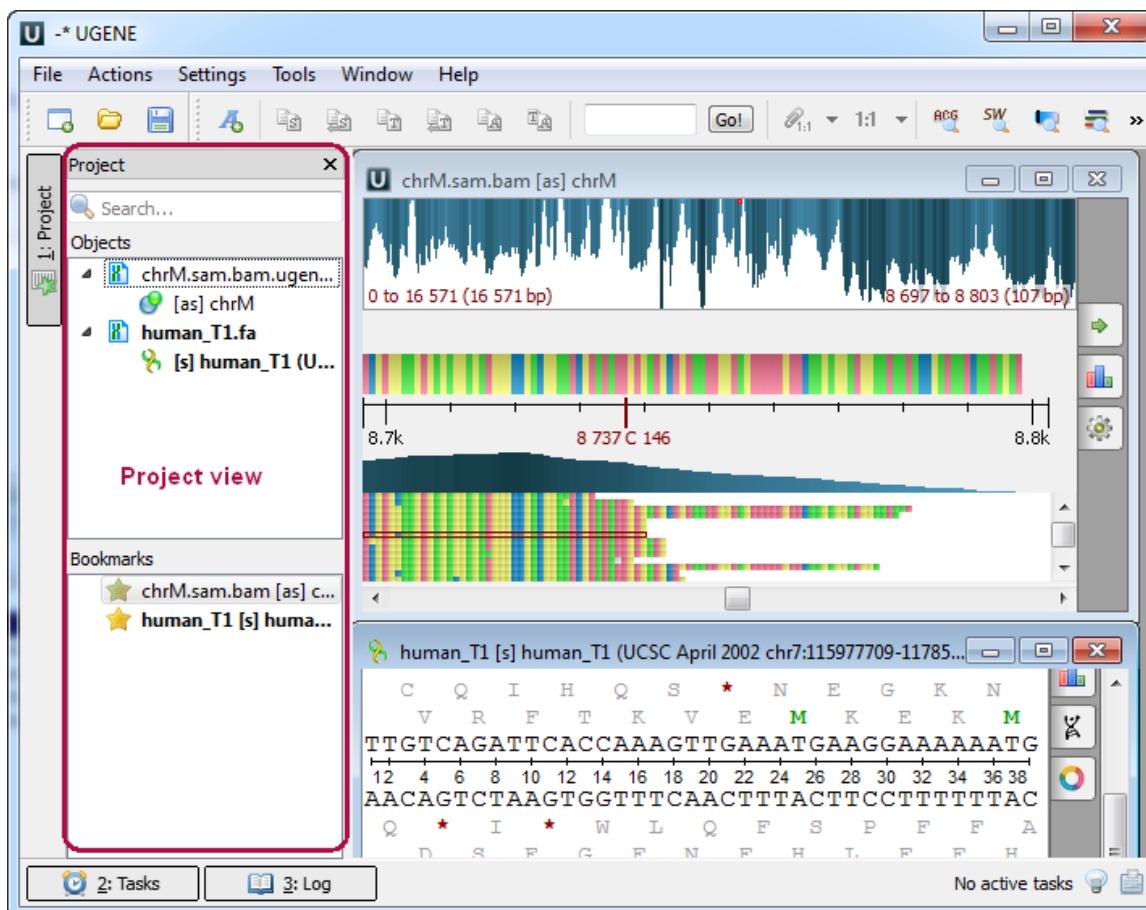 -* UGENE
File Actions Settings Tools Window Help
Go! 1:1 1:1 ACG SW »
1: Project
Project
Search...
Objects
chrM.sam.bam.ugen...
[as] chrM
human_T1.fa
[s] human_T1 (U...
Project view
Bookmarks
chrM.sam.bam [as] c...
human_T1 [s] huma...
chrM.sam.bam [as] chrM
0 to 16 571 (16 571 bp) 8 697 to 8 803 (107 bp)
8.7k 8 737 C 146 8.8k
human_T1 [s] human_T1 (UCSC April 2002 chr7:115977709-11785...
C Q I H Q S * N E G K N
V R F T K V E M K E K M
TTGTCAGATTCACCAAAGTTGAAATGAAGGAAAAAATG
12 4 6 8 10 12 14 16 18 20 22 24 26 28 30 32 34 36 38
AACAGTCTAAGTGGTTTCAACTTTACTTCCTTTTTTAC
Q * I * W L Q F S P F F A
D S E G F N F H L F F H
2: Tasks 3: Log No active tasks